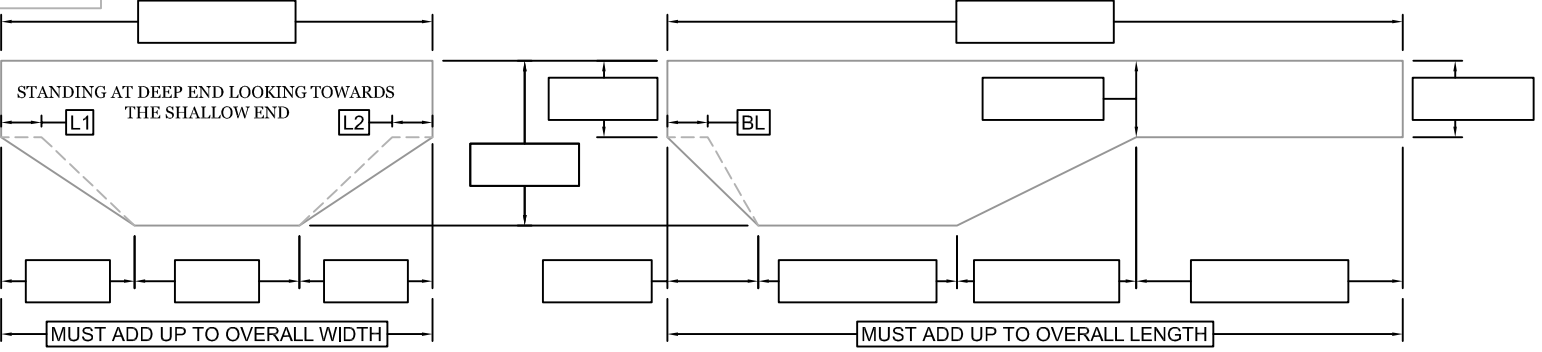 STANDING AT DEEP END LOOKING TOWARDS
THE SHALLOW END
L1
L2
BL
MUST ADD UP TO OVERALL WIDTH
MUST ADD UP TO OVERALL LENGTH